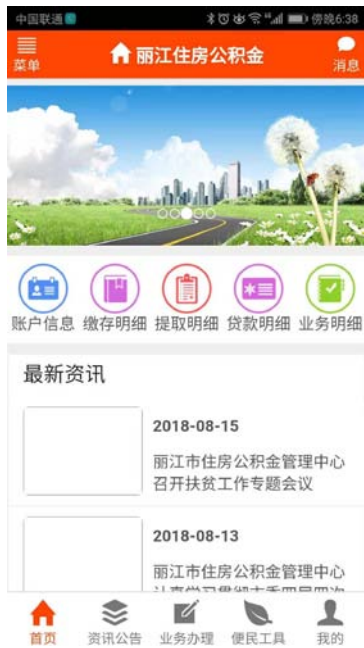 中国联通
傍晚6:38
菜单
丽江住房公积金
消息
账户信息 缴存明细 提取明细 贷款明细 业务明细
最新资讯
2018-08-15
丽江市住房公积金管理中心
召开扶贫工作专题会议
2018-08-13
丽江市住房公积金管理中心
首页 资讯公告 业务办理 便民工具 我的